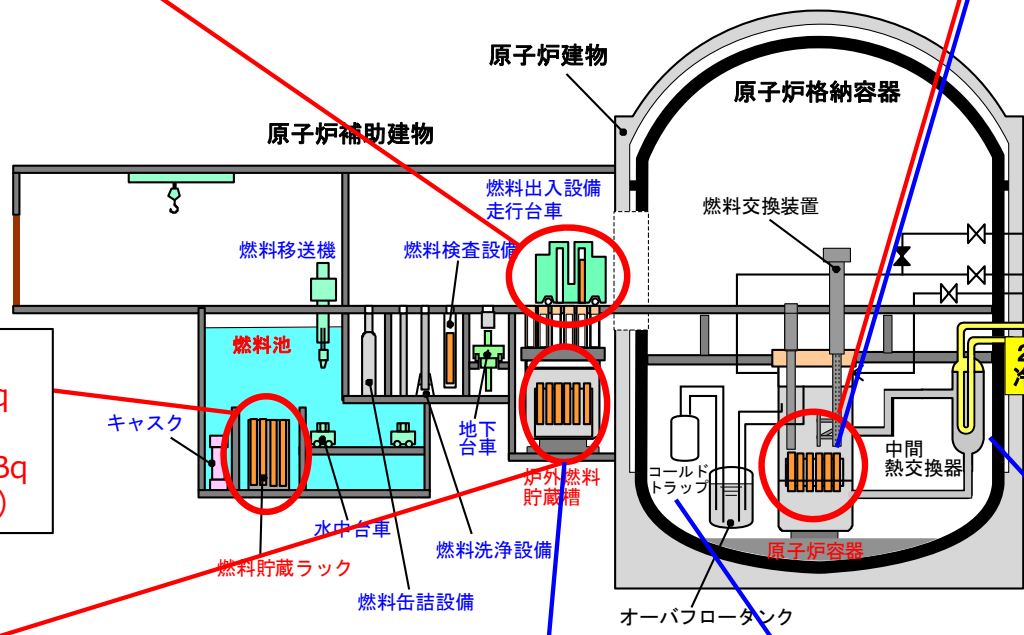 原子炉建物
原子炉格納容器
原子炉補助建物
燃料出入設備
走行台車
燃料交換装置
燃料移送機
燃料検査設備
燃料池
q
Bq
)
キャスク
地下
台車
炉外燃料
貯蔵槽
コールド
トラップ
中間
熱交換器
2
水中台車
燃料洗浄設備
原子炉容器
燃料貯蔵ラック
燃料缶詰設備
オーバフロータンク